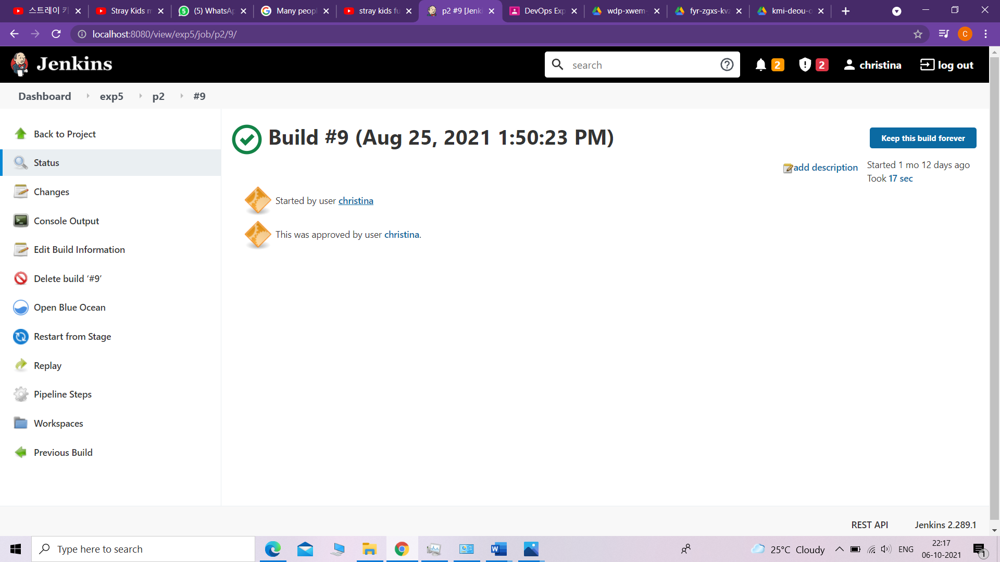 스트레이 키
Stray Kids m
(5) WhatsAp
Many peopl
stray kids fu
p2 #9 [Jenk
DevOps Exp
wdp-xwem-
fyr-zgxs-kvz
kmi-deou-o
localhost:8080/view/exp5/job/p2/9/
C
Jenkins
search
2
2
christina
log out
Dashboard
exp5
p2
#9
Back to Project
Status
Changes
Console Output
Edit Build Information
Delete build ‘#9’
Open Blue Ocean
Restart from Stage
Replay
Pipeline Steps
Workspaces
Previous Build
Build #9 (Aug 25, 2021 1:50:23 PM)
Keep this build forever
add description
Started 1 mo 12 days ago
Took 17 sec
Started by user christina
This was approved by user christina.
REST API
Jenkins 2.289.1
Type here to search
25°C Cloudy
ENG
22:17
06-10-2021
1